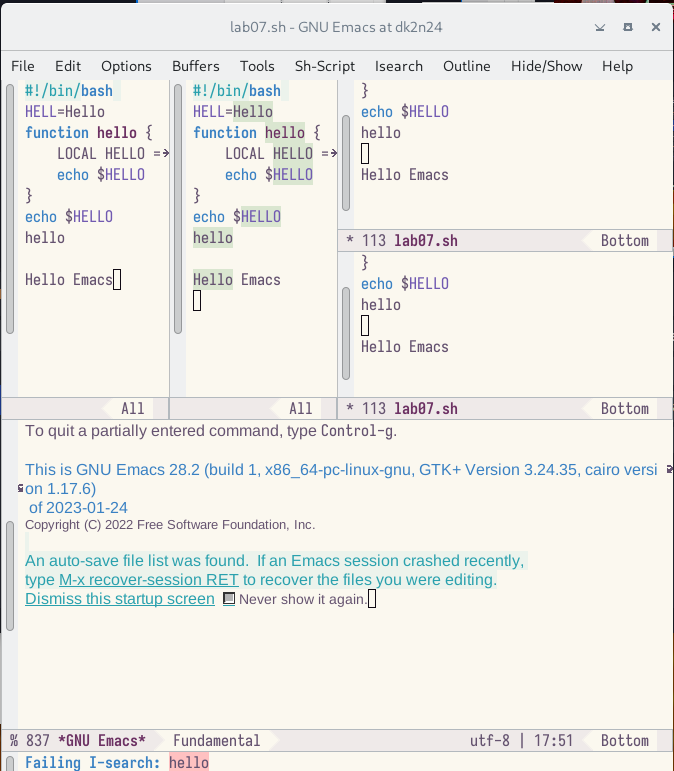 lab07.sh - GNU Emacs at dk2n24
File Edit Options Buffers Tools Sh-Script Isearch Outline Hide/Show Help
#!/bin/bash
HELL=Hello
function hello {
LOCAL HELLO =
echo $HELLO
}
echo $HELLO
hello
Hello Emacs
All
#!/bin/bash
HELL=Hello
function hello {
LOCAL HELLO =
echo $HELLO
}
echo $HELLO
hello
Hello Emacs
All
}
echo $HELLO
hello
Hello Emacs
* 113 lab07.sh Bottom
}
echo $HELLO
hello
Hello Emacs
* 113 lab07.sh Bottom
To quit a partially entered command, type Control-g.
This is GNU Emacs 28.2 (build 1, x86_64-pc-linux-gnu, GTK+ Version 3.24.35, cairo versi
on 1.17.6)
of 2023-01-24
Copyright (C) 2022 Free Software Foundation, Inc.
An auto-save file list was found. If an Emacs session crashed recently,
type M-x recover-session RET to recover the files you were editing.
Dismiss this startup screen Never show it again.
% 837 *GNU Emacs* Fundamental utf-8 | 17:51 Bottom
Failing I-search: hello